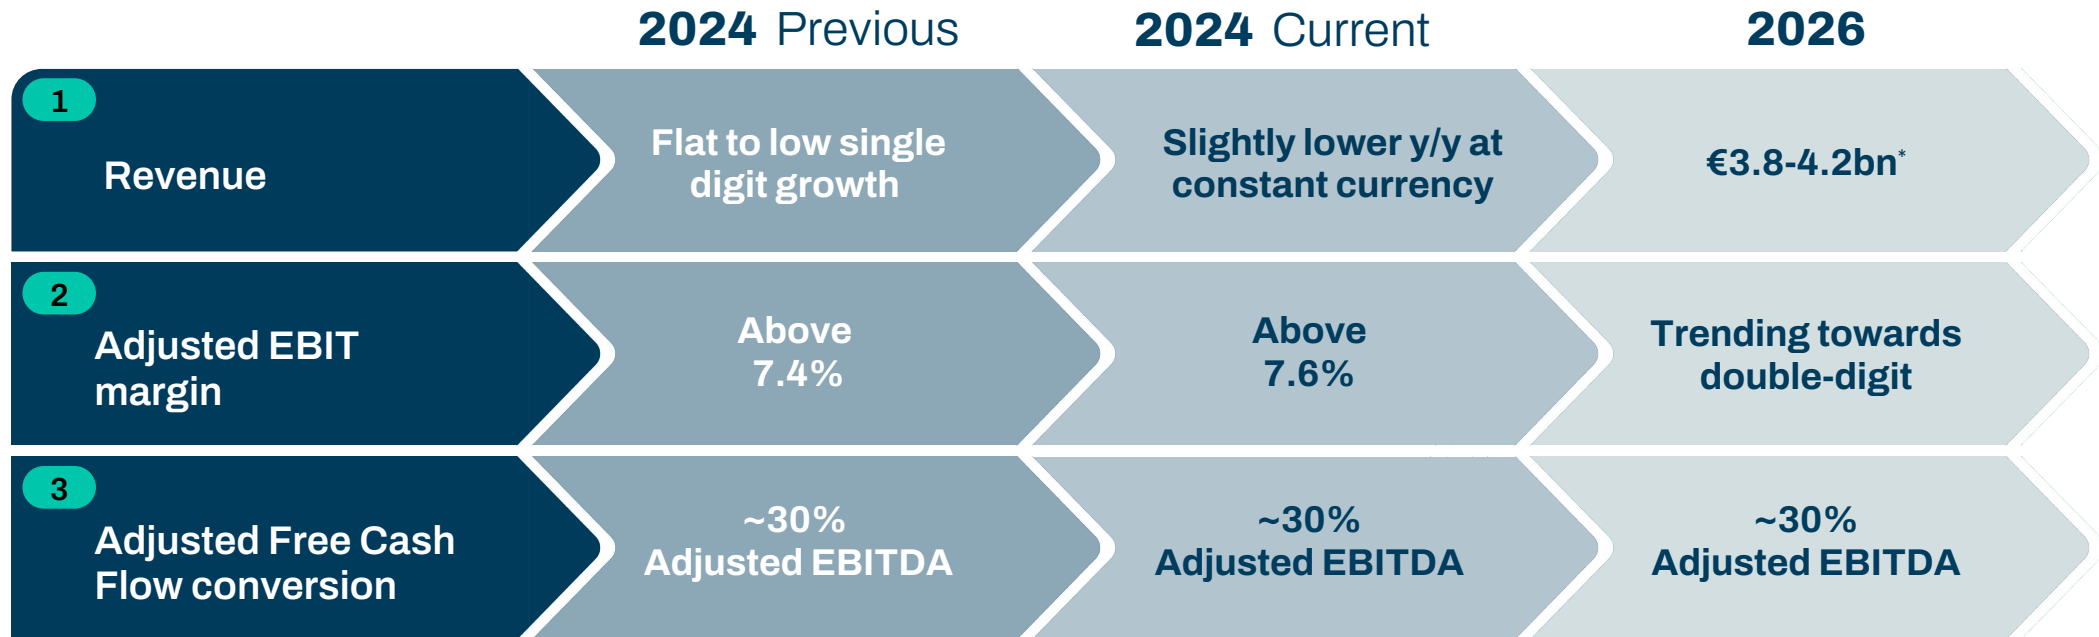 2024 Previous
2024 Current
2026
1
Revenue
Flat to low single
digit growth
Slightly lower y/y at
constant currency
€3.8-4.2bn*
2
Adjusted EBIT
margin
Above
7.4%
Above
7.6%
Trending towards
double-digit
3
Adjusted Free Cash
Flow conversion
~30%
Adjusted EBITDA
~30%
Adjusted EBITDA
~30%
Adjusted EBITDA